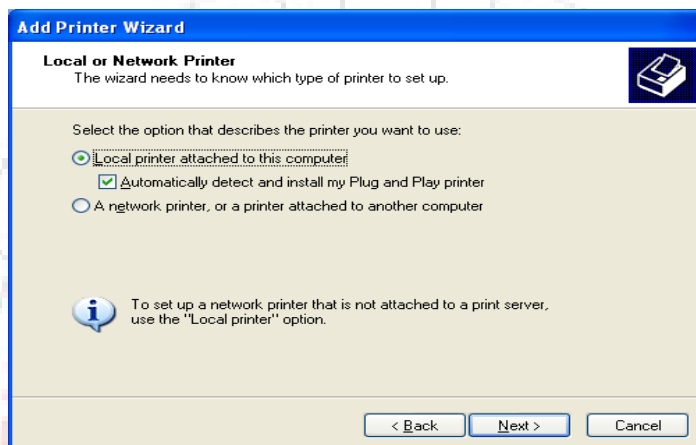 Add Printer Wizard
Local or Network Printer
The wizard needs to know which type of printer to set up.
Select the option that describes the printer you want to use:
Local printer attached to this computer
Automatically detect and install my Plug and Play printer
A network printer, or a printer attached to another computer
To set up a network printer that is not attached to a print server,
use the "Local printer" option.
< Back
Next >
Cancel